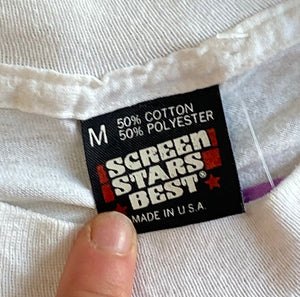 M
50% COTTON
50% POLYESTER
SCREEN
STARS
BEST®
MADE IN U.S.A.